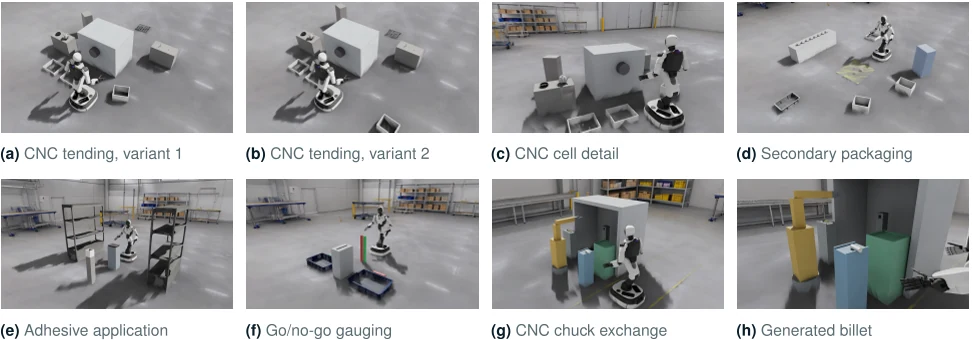 (a) CNC tending, variant 1
(b) CNC tending, variant 2
(c) CNC cell detail
(d) Secondary packaging
(e) Adhesive application
(f) Go/no-go gauging
(g) CNC chuck exchange
(h) Generated billet